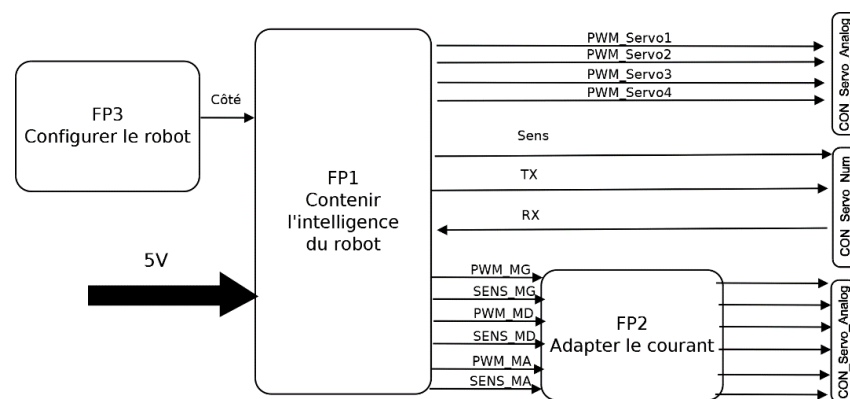 FP3
Configurer le robot
Côté
5V
FP1
Contenir
l'intelligence
du robot
PWM_Servo1
PWM_Servo2
PWM_Servo3
PWM_Servo4
CON_Servo_Analog
Sens
TX
RX
CON_Servo_Num
PWM_MG
SENS_MG
PWM_MD
SENS_MD
PWM_MA
SENS_MA
FP2
Adapter le courant
CON_Servo_Analog